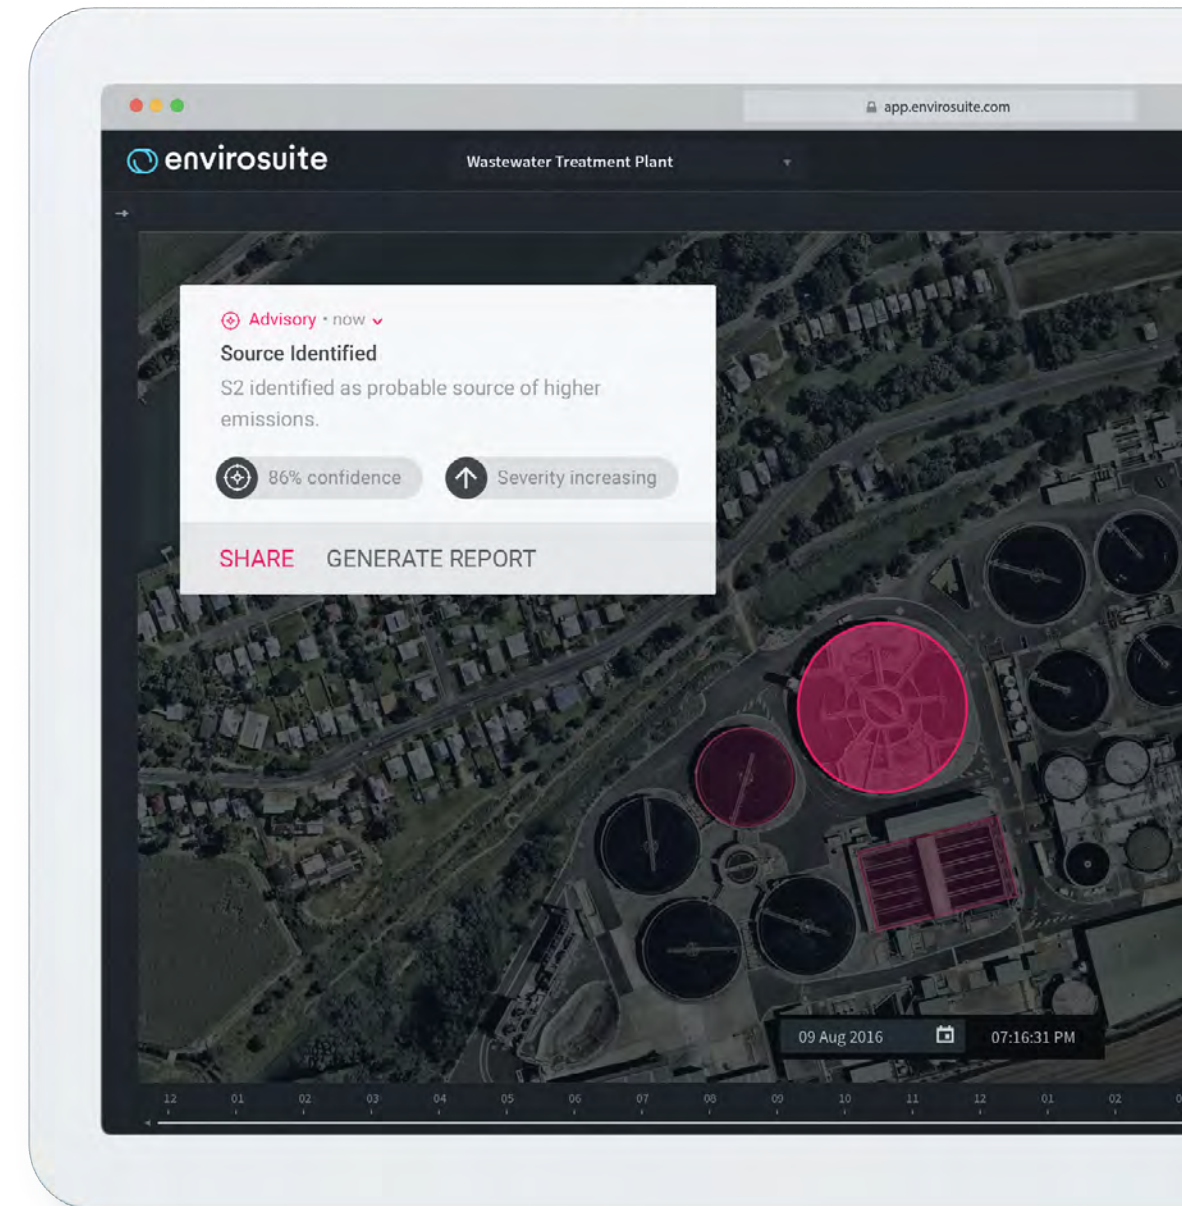 app.envirosuite.com
envirosuite
Wastewater Treatment Plant
Advisory • now
Source Identified
S2 identified as probable source of higher
emissions.
86% confidence
Severity increasing
SHARE GENERATE REPORT
09 Aug 2016 07:16:31 PM
12 01 02 03 04 05 06 07 08 09 10 11 12 01 02